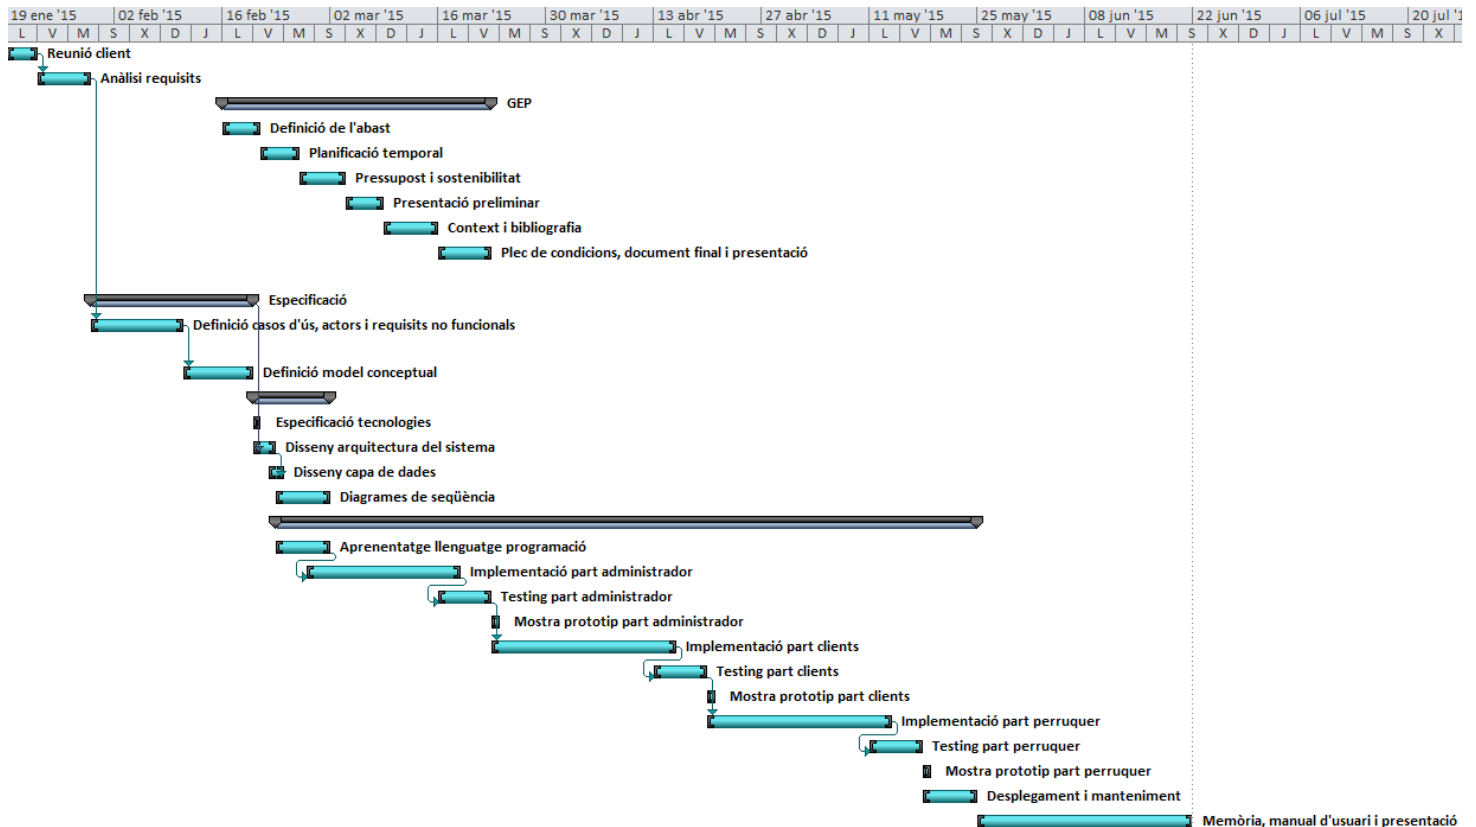 19 ene '15 02 feb '15 16 feb '15 02 mar '15 16 mar '15 30 mar '15 13 abr '15 27 abr '15 11 may '15 25 may '15 08 jun '15 22 jun '15 06 jul '15 20 jul '1
L V M S X D J L V M S X D J L V M S X D J L V M S X D J L V M S X D J L V M S X D J L V M S X
Reunió client
Anàlisi requisits
GEP
Definició de l'abast
Planificació temporal
Pressupost i sostenibilitat
Presentació preliminar
Context i bibliografia
Plec de condicions, document final i presentació
Especificació
Definició casos d'ús, actors i requisits no funcionals
Definició model conceptual
Especificació tecnologies
Disseny arquitectura del sistema
Disseny capa de dades
Diagrames de seqüència
Aprenentatge llenguatge programació
Implementació part administrador
Testing part administrador
Mostra prototip part administrador
Implementació part clients
Testing part clients
Mostra prototip part clients
Implementació part perruquer
Testing part perruquer
Mostra prototip part perruquer
Desplegament i manteniment
Memòria, manual d'usuari i presentació